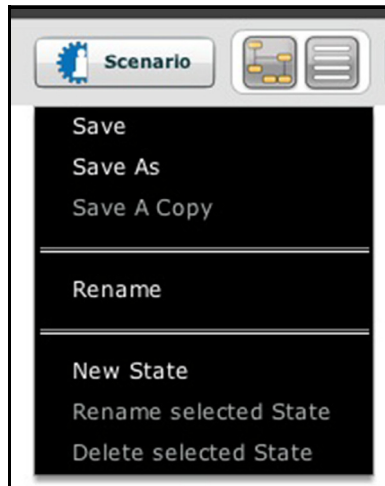 Scenario
Save
Save As
Save A Copy
Rename
New State
Rename selected State
Delete selected State